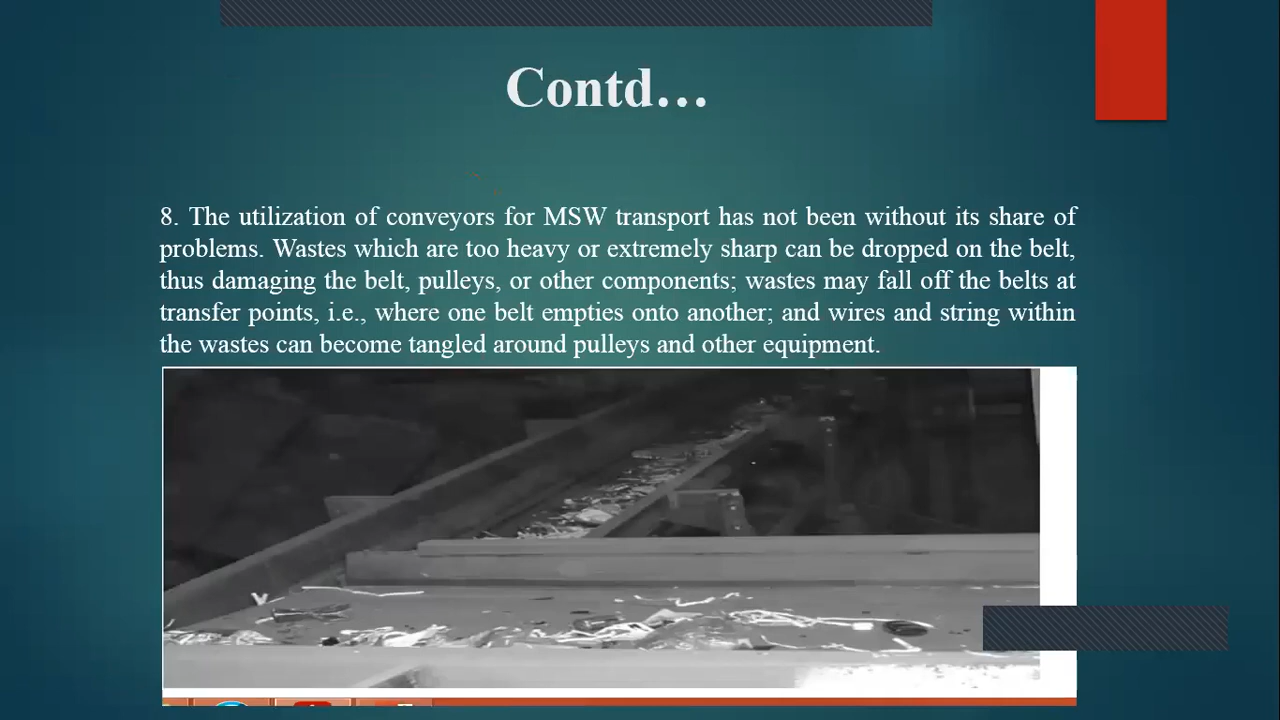 Contd…
8. The utilization of conveyors for MSW transport has not been without its share of
problems. Wastes which are too heavy or extremely sharp can be dropped on the belt,
thus damaging the belt, pulleys, or other components; wastes may fall off the belts at
transfer points, i.e., where one belt empties onto another; and wires and string within
the wastes can become tangled around pulleys and other equipment.